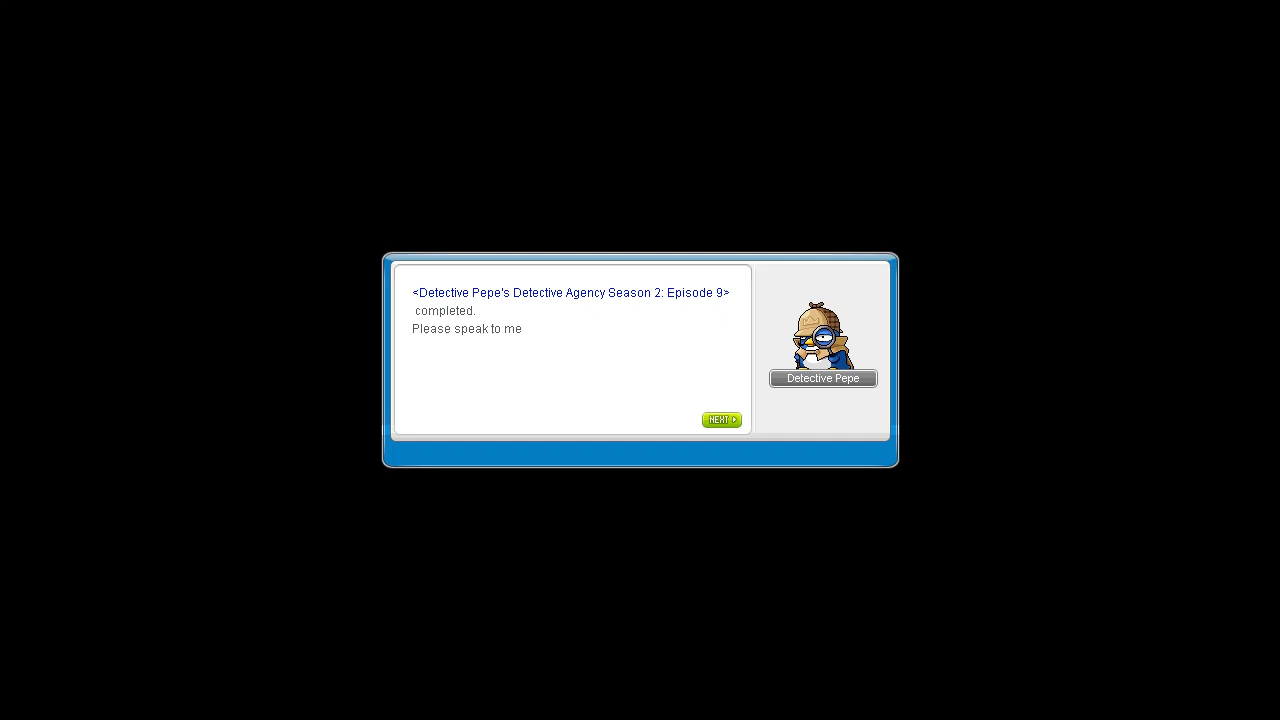 <Detective Pepe's Detective Agency Season 2: Episode 9>
completed.
Please speak to me
NEXT
Detective Pepe